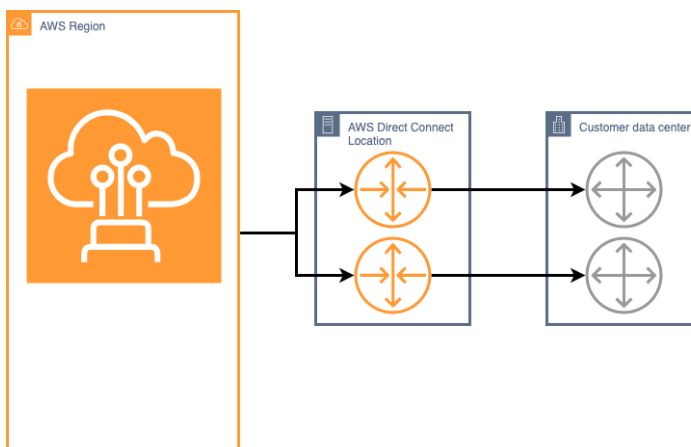 AWS Region
AWS Direct Connect
Location
Customer data center